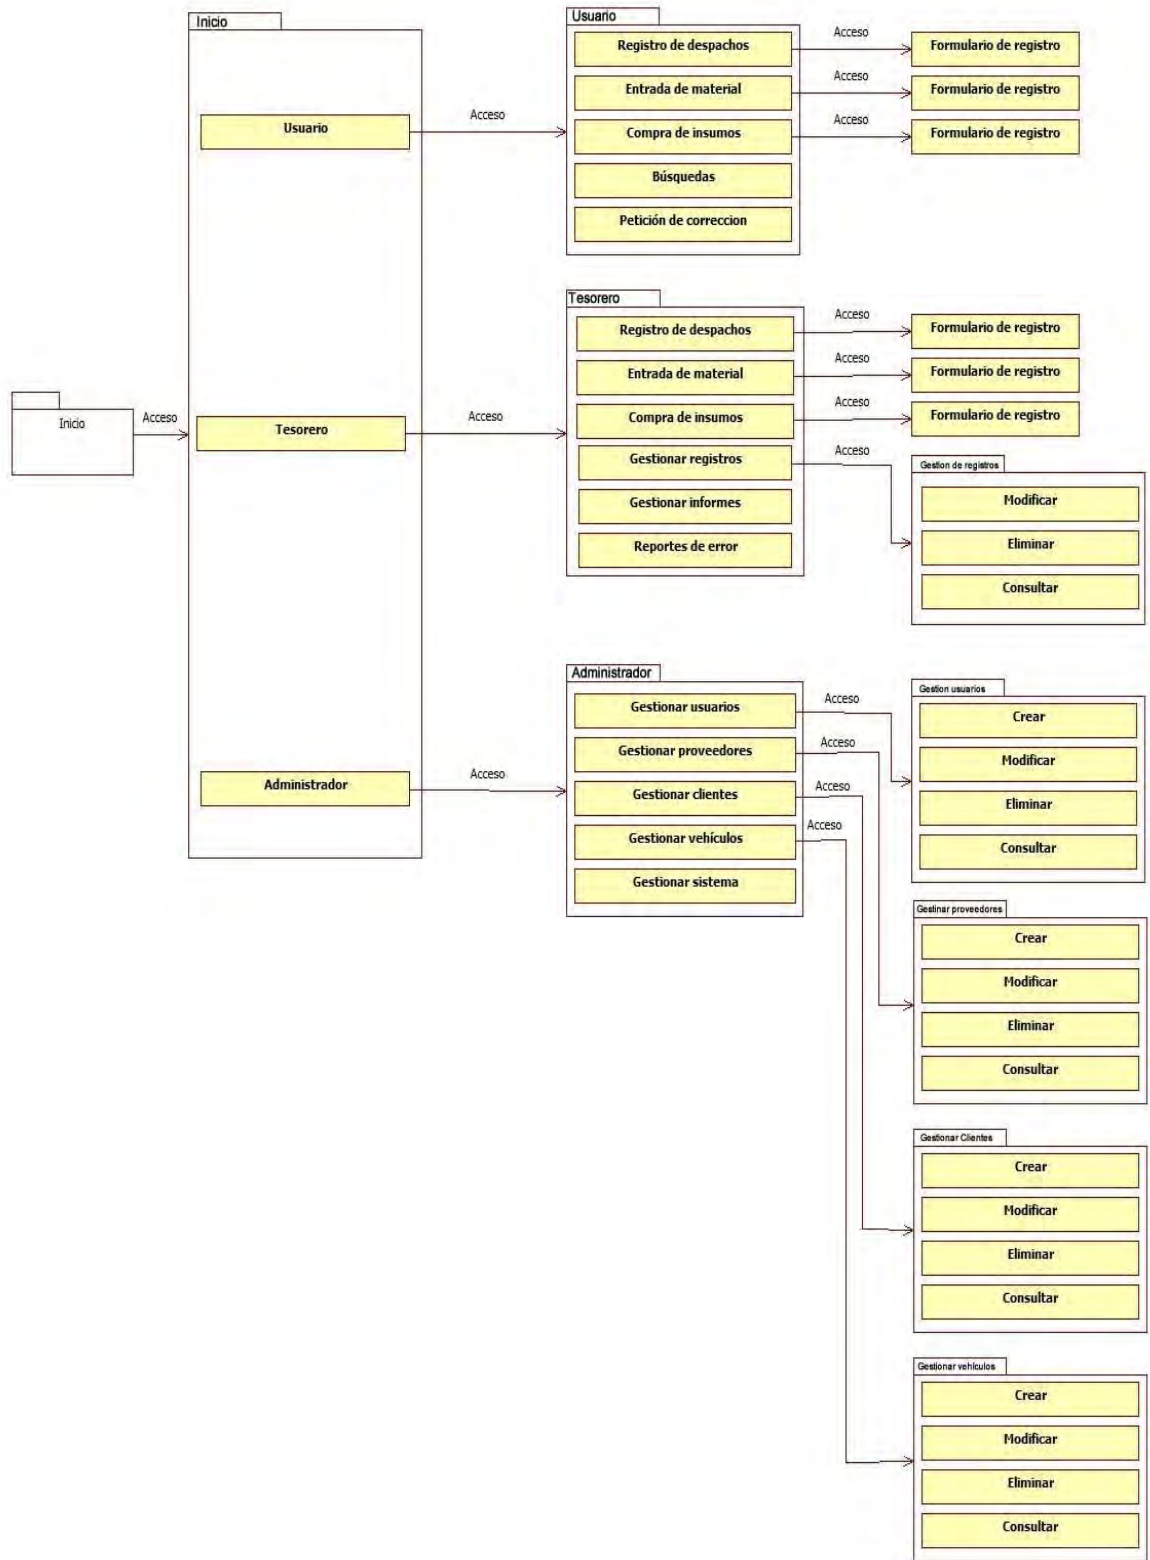 Inicio
Acceso
Inicio
Usuario
Tesorero
Administrador
Acceso
Acceso
Acceso
Usuario
Registro de despachos
Entrada de material
Compra de insumos
Búsquedas
Petición de correccion
Acceso
Formulario de registro
Acceso
Formulario de registro
Acceso
Formulario de registro
Tesorero
Registro de despachos
Entrada de material
Compra de insumos
Gestionar registros
Gestionar informes
Reportes de error
Acceso
Formulario de registro
Acceso
Formulario de registro
Acceso
Formulario de registro
Acceso
Gestion de registros
Modificar
Eliminar
Consultar
Administrador
Gestionar usuarios
Gestionar proveedores
Gestionar clientes
Gestionar vehículos
Gestionar sistema
Acceso
Acceso
Acceso
Acceso
Gestion usuarios
Crear
Modificar
Eliminar
Consultar
Gestinar proveedores
Crear
Modificar
Eliminar
Consultar
Gestionar Clientes
Crear
Modificar
Eliminar
Consultar
Gestionar vehículos
Crear
Modificar
Eliminar
Consultar